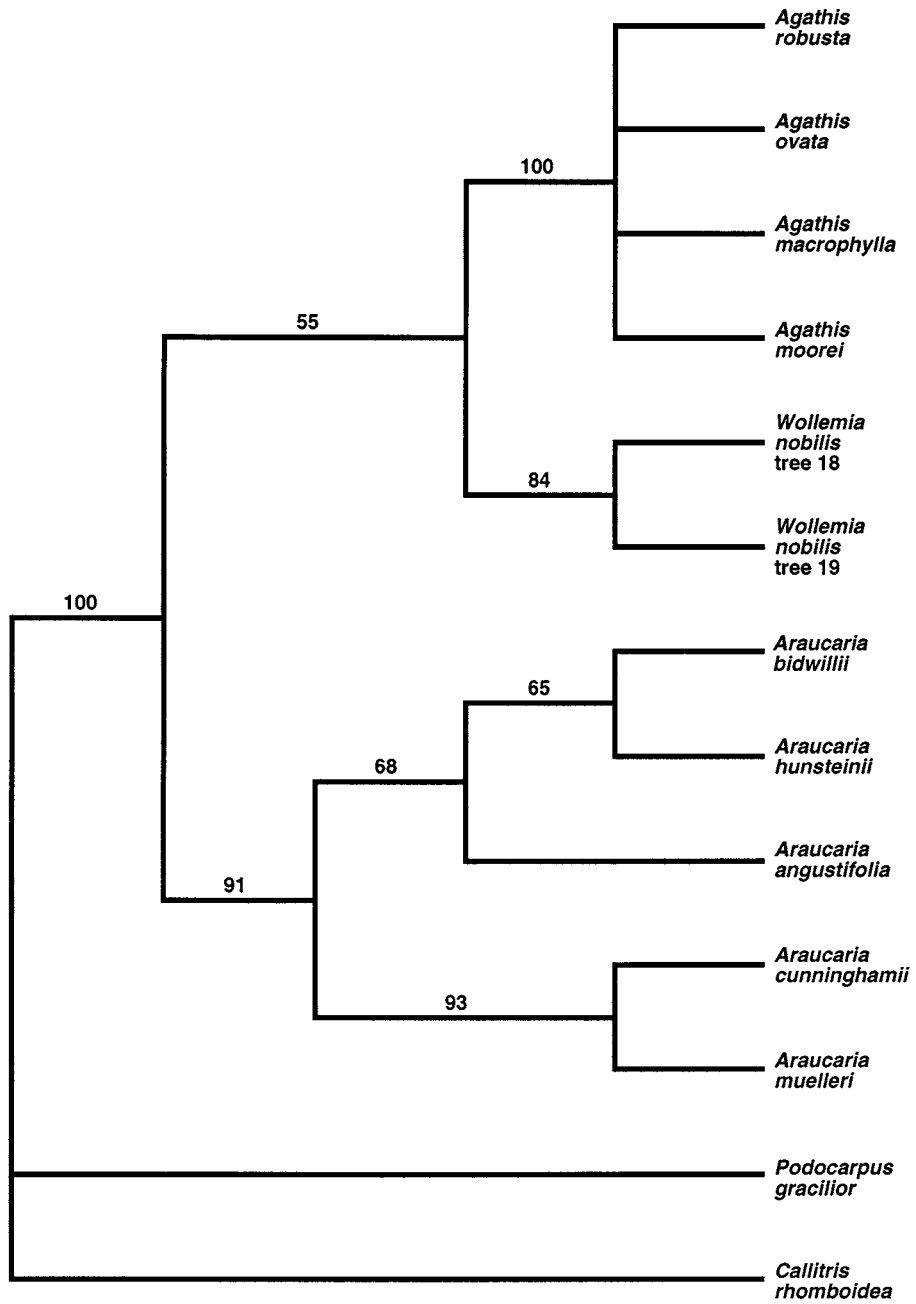 Agathis
robusta
Agathis
ovata
100
Agathis
macrophylla
55
Agathis
moorei
Wollemia
nobilis
tree 18
84
Wollemia
nobilis
tree 19
100
Araucaria
bidwillii
65
Araucaria
hunsteinii
68
Araucaria
angustifolia
91
Araucaria
cunninghamii
93
Araucaria
muelleri
Podocarpus
gracilior
Callitris
rhomboidea